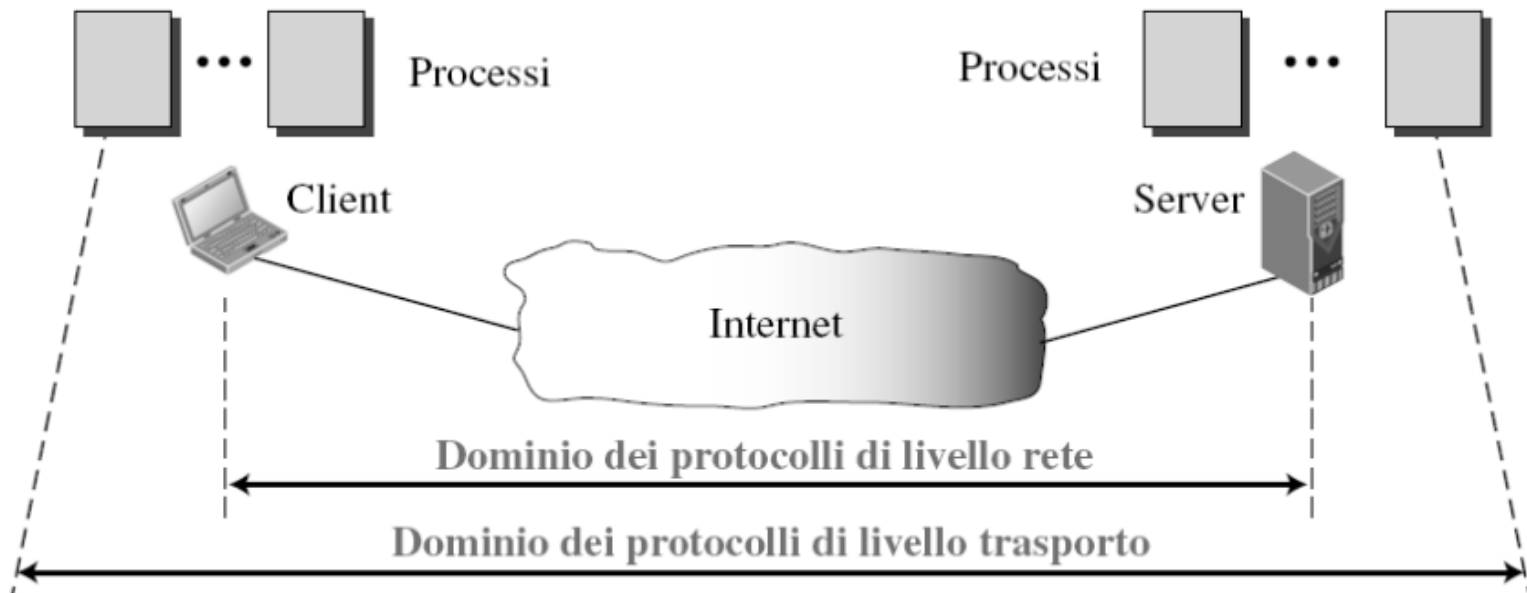 Processi
Processi
Client
Server
Internet
Dominio dei protocolli di livello rete
Dominio dei protocolli di livello trasporto